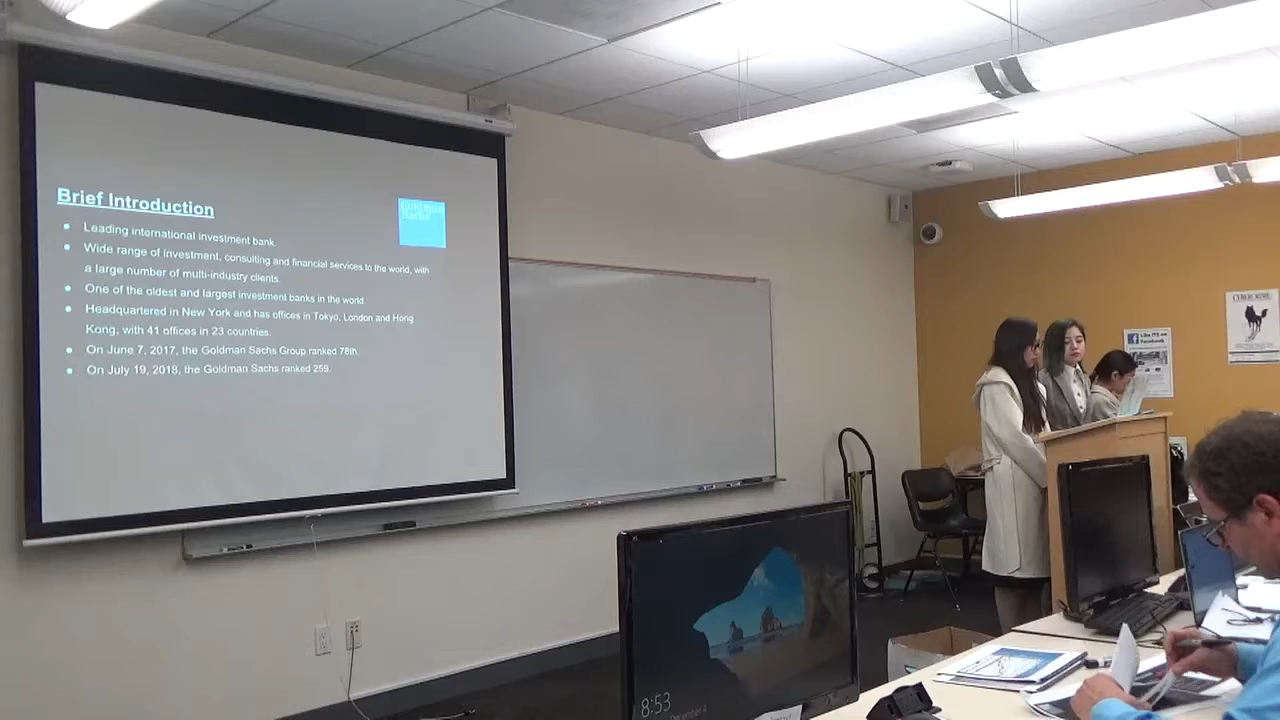 Brief Introduction
Goldman
Sachs
Leading international investment bank.
Wide range of investment, consulting and financial services to the world, with
a large number of multi-industry clients.
One of the oldest and largest investment banks in the world.
Headquartered in New York and has offices in Tokyo, London and Hong
Kong, with 41 offices in 23 countries.
On June 7, 2017, the Goldman Sachs Group ranked 78th.
On July 19, 2018, the Goldman Sachs ranked 259.
Like ITS on
Facebook
8:53
December 4